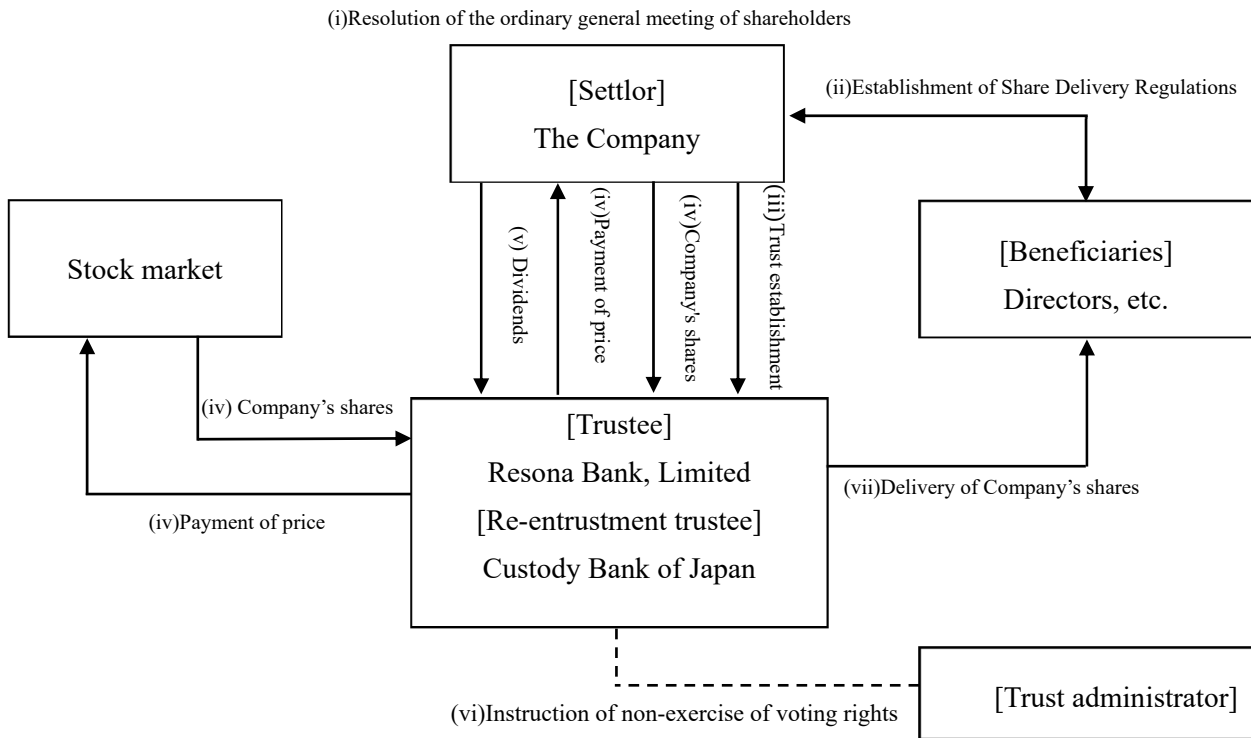 (i)Resolution of the ordinary general meeting of shareholders
[Settlor]
The Company
(ii)Establishment of Share Delivery Regulations
(v) Dividends
(iv)Payment of price
(iv)Company's shares
(iii)Trust establishment
Stock market
[Beneficiaries]
Directors, etc.
(iv) Company’s shares
(iv)Payment of price
[Trustee]
Resona Bank, Limited
[Re-entrustment trustee]
Custody Bank of Japan
(vii)Delivery of Company’s shares
(vi)Instruction of non-exercise of voting rights
[Trust administrator]